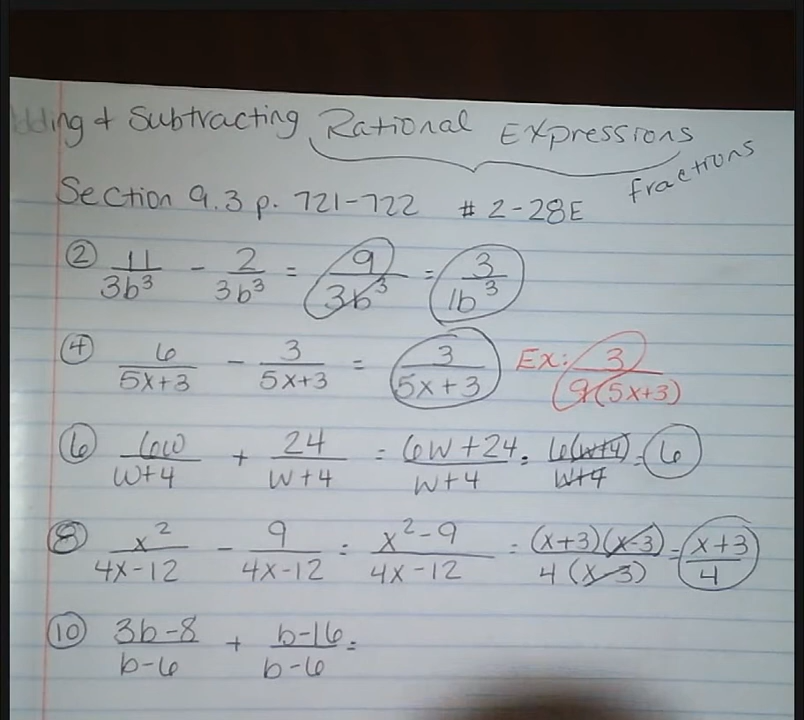 dding + Subtracting Rational Expressions
fractions
Section 9.3 p. 721-722 # 2-28E
② 11/3b³ - 2/3b³ = 9/3b³ = 3/1b³
④ 6/5x+3 - 3/5x+3 = 3/5x+3 Ex: 3/9(5x+3)
⑥ 6w/w+4 + 24/w+4 = 6w+24/w+4 = 6(w+4)/w+4 = 6
⑧ x²/4x-12 - 9/4x-12 = x²-9/4x-12 = (x+3)(x-3)/4(x-3) = x+3/4
⑩ 3b-8/b-6 + b-16/b-6 =